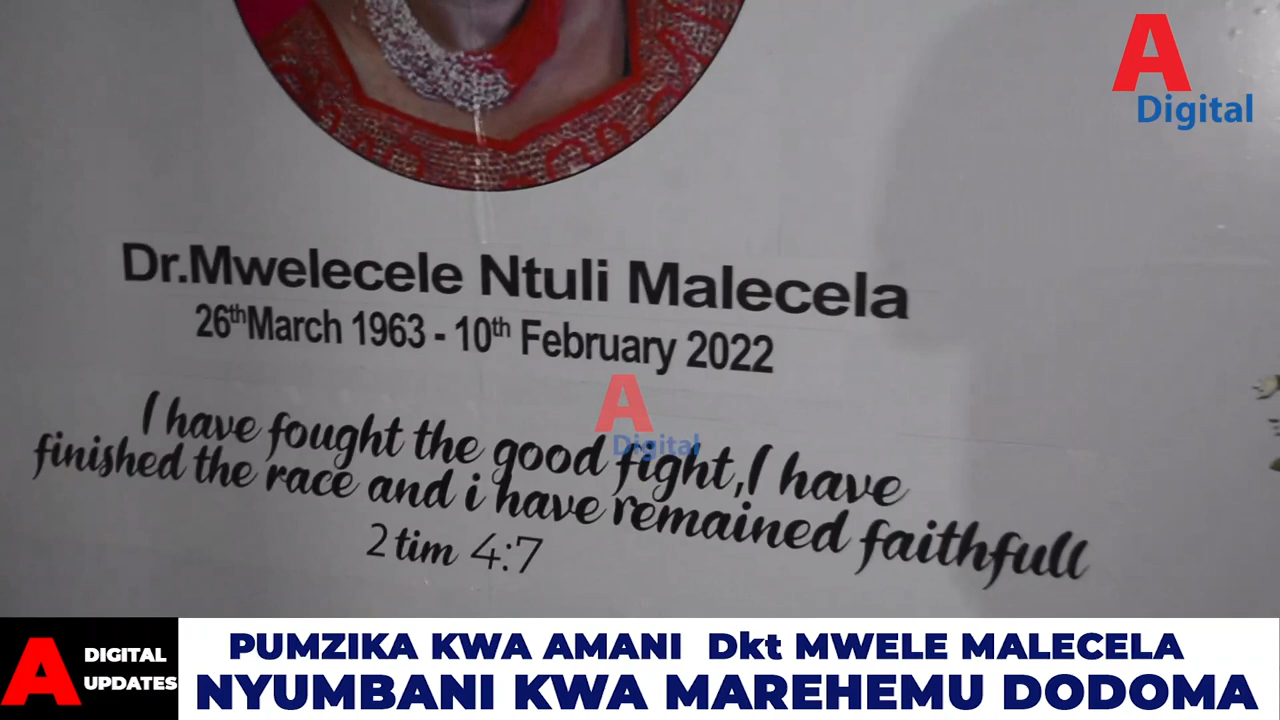 A
Digital
Dr.Mwelecele Ntuli Malecela
26th March 1963 - 10th February 2022
A
Digital
I have fought the good fight,I have
finished the race and i have remained faithfull
2 tim 4:7
A DIGITAL
UPDATES
PUMZIKA KWA AMANI Dkt MWELE MALECELA
NYUMBANI KWA MAREHEMU DODOMA